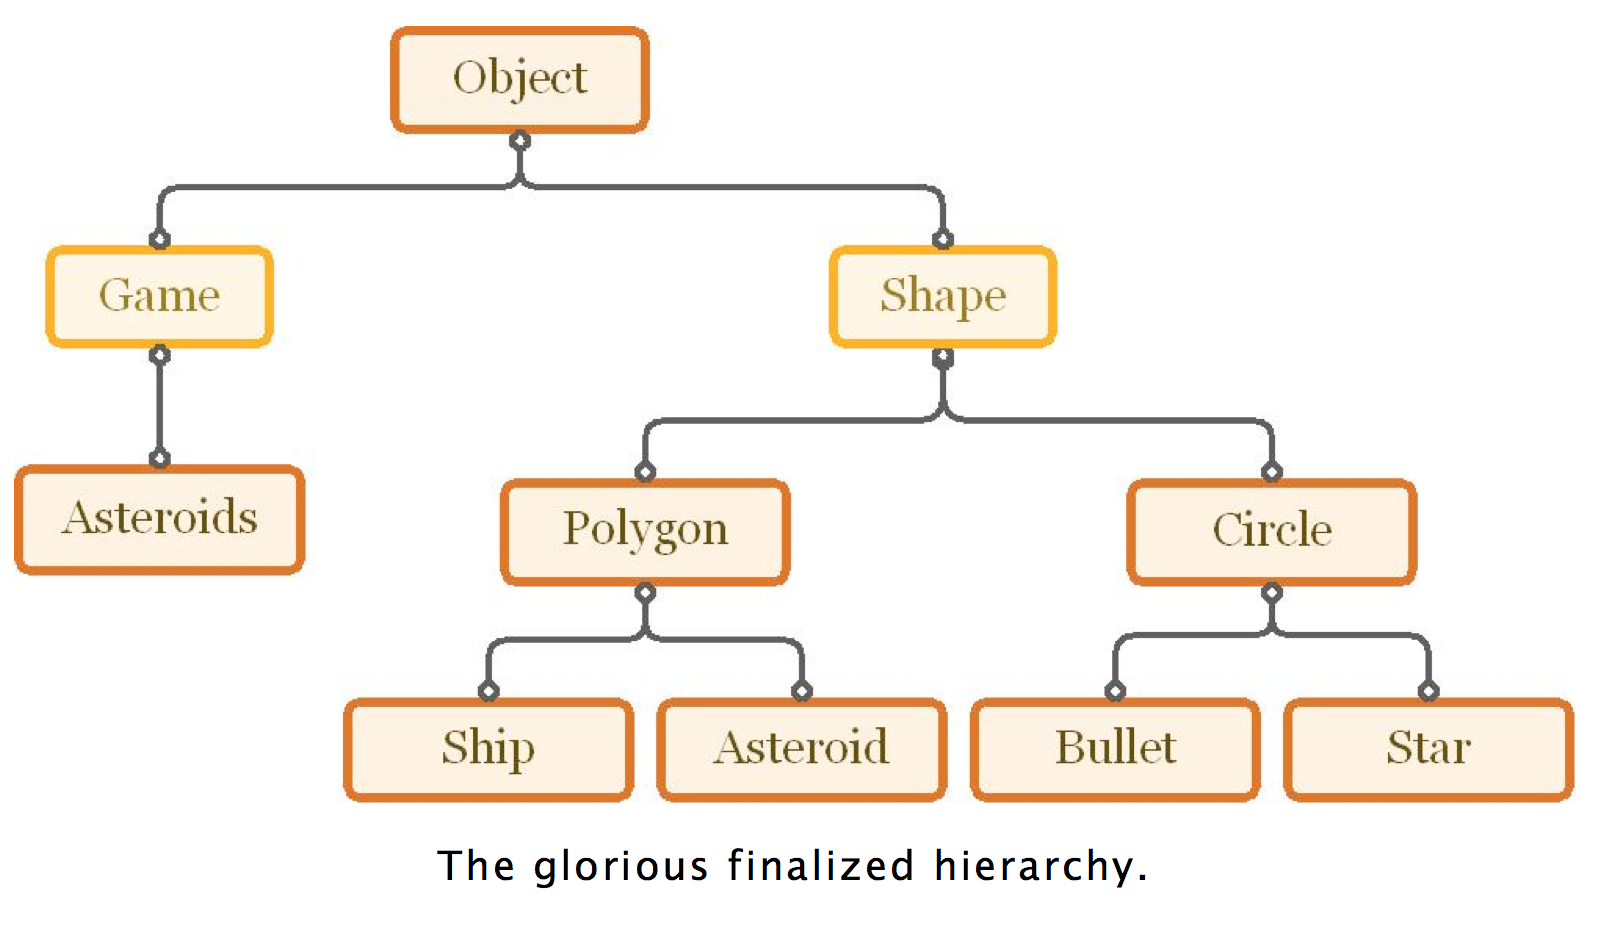 Object
Game
Shape
Asteroids
Polygon
Circle
Ship
Asteroid
Bullet
Star
The glorious finalized hierarchy.